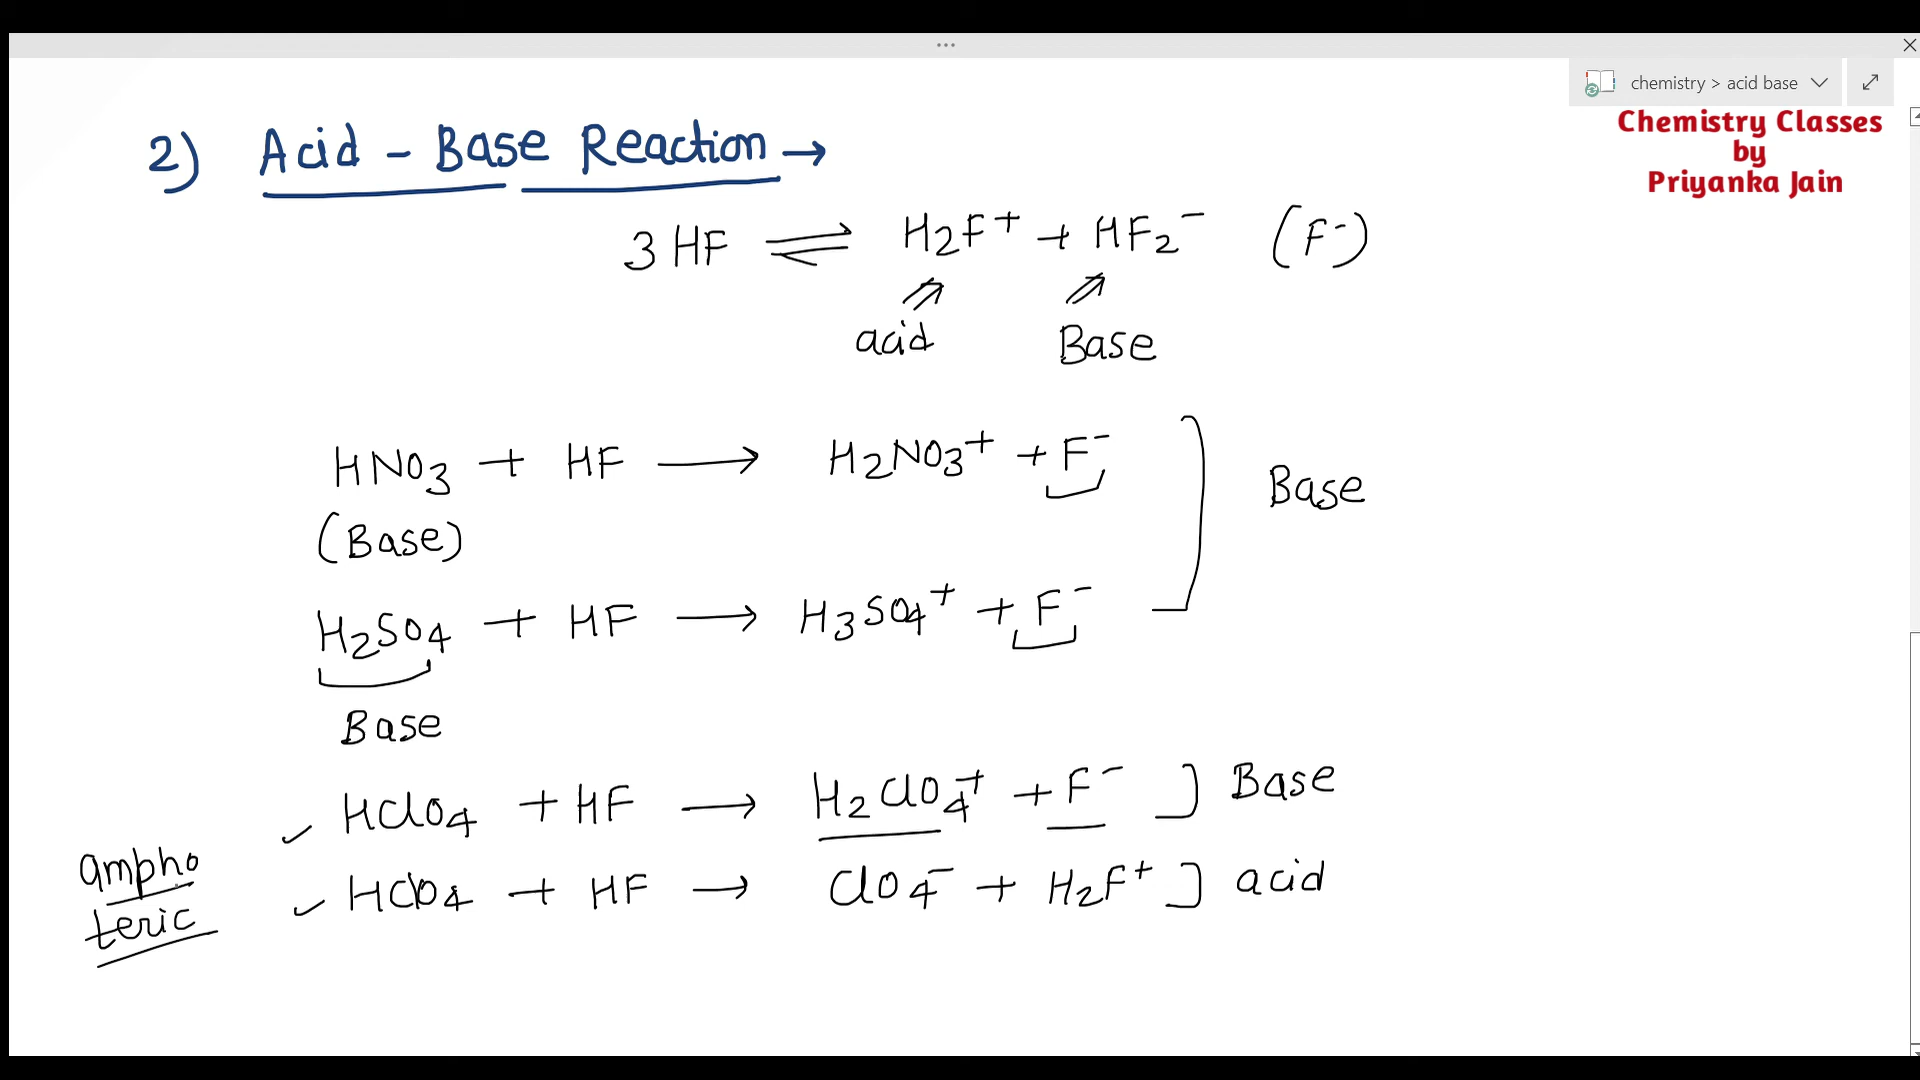 chemistry > acid base
Chemistry Classes
by
Priyanka Jain
2) Acid - Base Reaction →
3 HF ⇌ H2F+ + HF2- (F-)
acid Base
HNO3 + HF → H2NO3+ + F-
Base
(Base)
H2SO4 + HF → H3SO4+ + F-
Base
HClO4 + HF → H2ClO4+ + F- ] Base
ampho
HClO4 + HF → ClO4- + H2F+ ] acid
teric